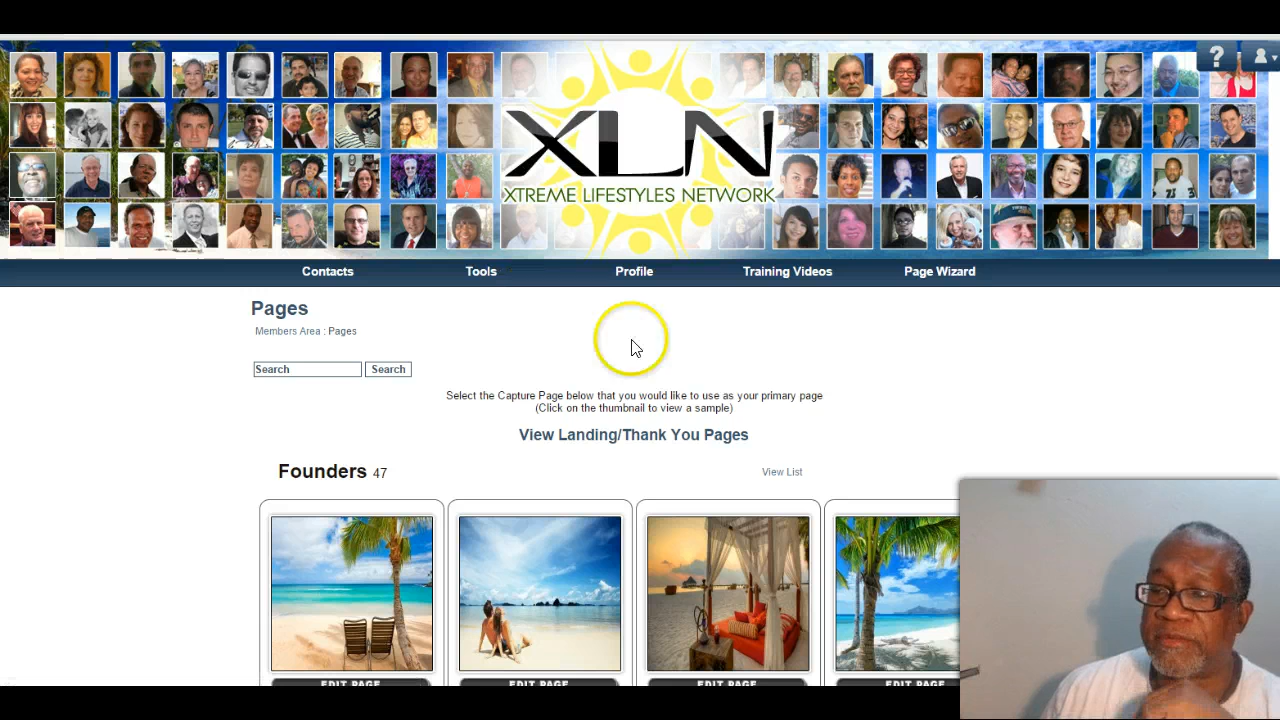 XLN
XTREME LIFESTYLES NETWORK
?
Contacts Tools Profile Training Videos Page Wizard
Pages
Members Area : Pages
Search Search
Select the Capture Page below that you would like to use as your primary page
(Click on the thumbnail to view a sample)
View Landing/Thank You Pages
Founders 47 View List
EDIT PAGE EDIT PAGE EDIT PAGE EDIT PAGE